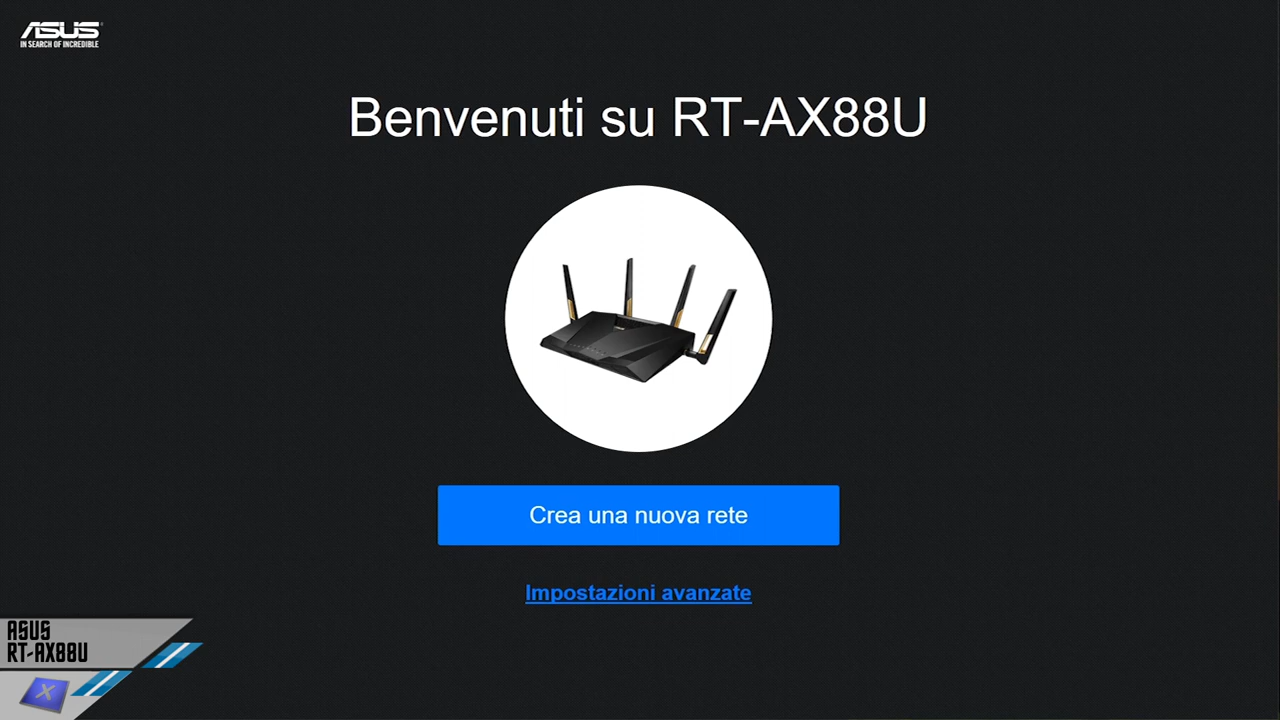 ASUS
IN SEARCH OF INCREDIBLE
Benvenuti su RT-AX88U
Crea una nuova rete
Impostazioni avanzate
ASUS
RT-AX88U
X